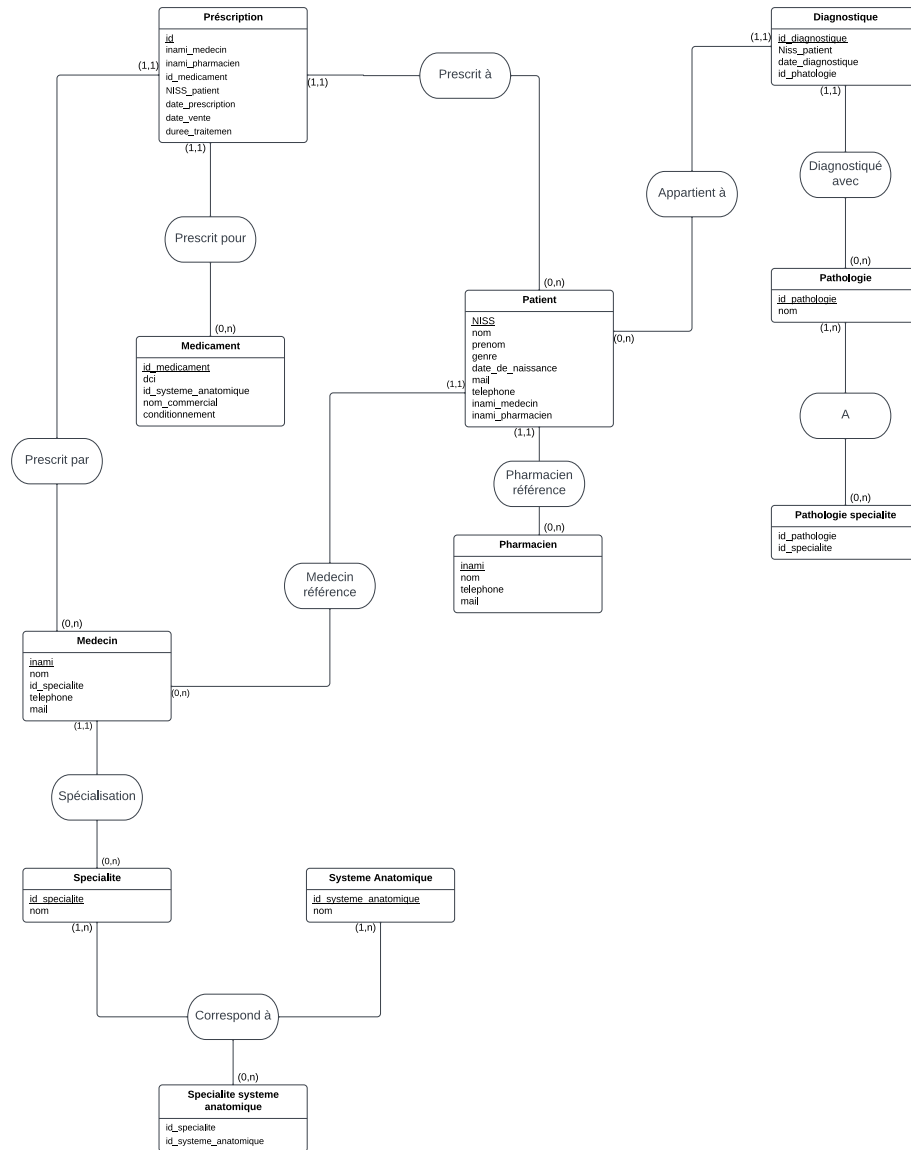 Préscription
id
inami_medecin
inami_pharmacien
id_medicament
NISS_patient
date_prescription
date_vente
duree_traitemen
(1,1)
(1,1)
(1,1)
Prescrit à
Diagnostique
id_diagnostique
Niss_patient
date_diagnostique
id_phatologie
(1,1)
(1,1)
Diagnostiqué
avec
Appartient à
Prescrit pour
(0,n)
(0,n)
(0,n)
Medicament
id_medicament
dci
id_systeme_anatomique
nom_commercial
conditionnement
Patient
NISS
nom
prenom
genre
date_de_naissance
mail
telephone
inami_medecin
inami_pharmacien
(0,n)
(1,1)
(1,1)
Pathologie
id_pathologie
nom
(1,n)
A
(0,n)
Pathologie specialite
id_pathologie
id_specialite
Prescrit par
Pharmacien
référence
(0,n)
Pharmacien
inami
nom
telephone
mail
Medecin
référence
(0,n)
Medecin
inami
nom
id_specialite
telephone
mail
(0,n)
(1,1)
Spécialisation
(0,n)
Specialite
id_specialite
nom
(1,n)
Systeme Anatomique
id_systeme_anatomique
nom
(1,n)
Correspond à
(0,n)
Specialite systeme
anatomique
id_specialite
id_systeme_anatomique